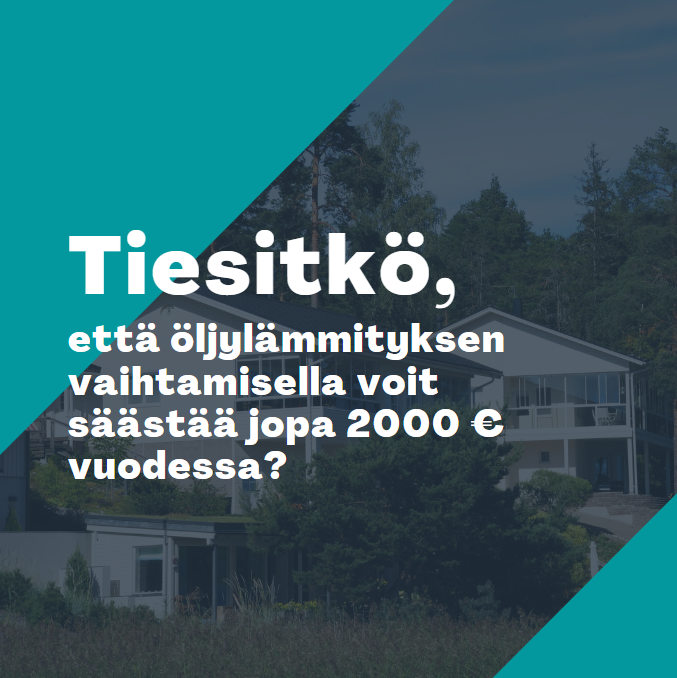 Tiesitkö,
että öljylämmityksen
vaihtamisella voit
säästää jopa 2000 €
vuodessa?